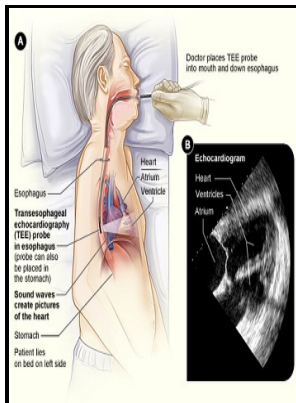 A
Doctor places TEE probe
into mouth and down esophagus
Heart
Atrium
Ventricle
Esophagus
Transesophageal
echocardiography
(TEE) probe
in esophagus
(probe can also
be placed in
the stomach)
Sound waves
create pictures
of the heart
Stomach
Patient lies
on bed on left side
B
Echocardiogram
Heart
Ventricles
Atrium